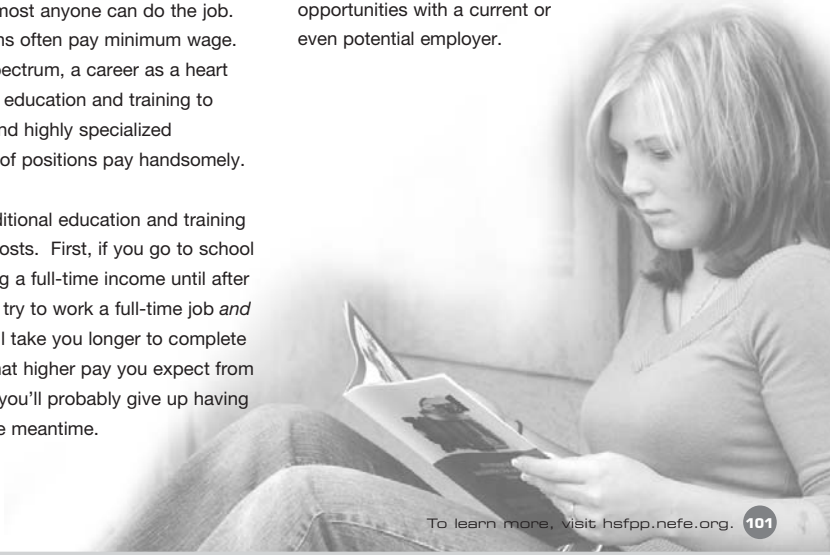 most anyone can do the job.
ns often pay minimum wage.
pectrum, a career as a heart
education and training to
nd highly specialized
of positions pay handsomely.
ditional education and training
osts. First, if you go to school
g a full-time income until after
try to work a full-time job and
l take you longer to complete
hat higher pay you expect from
you'll probably give up having
e meantime.
opportunities with a current or
even potential employer.
To learn more, visit hsfpp.nefe.org. 101